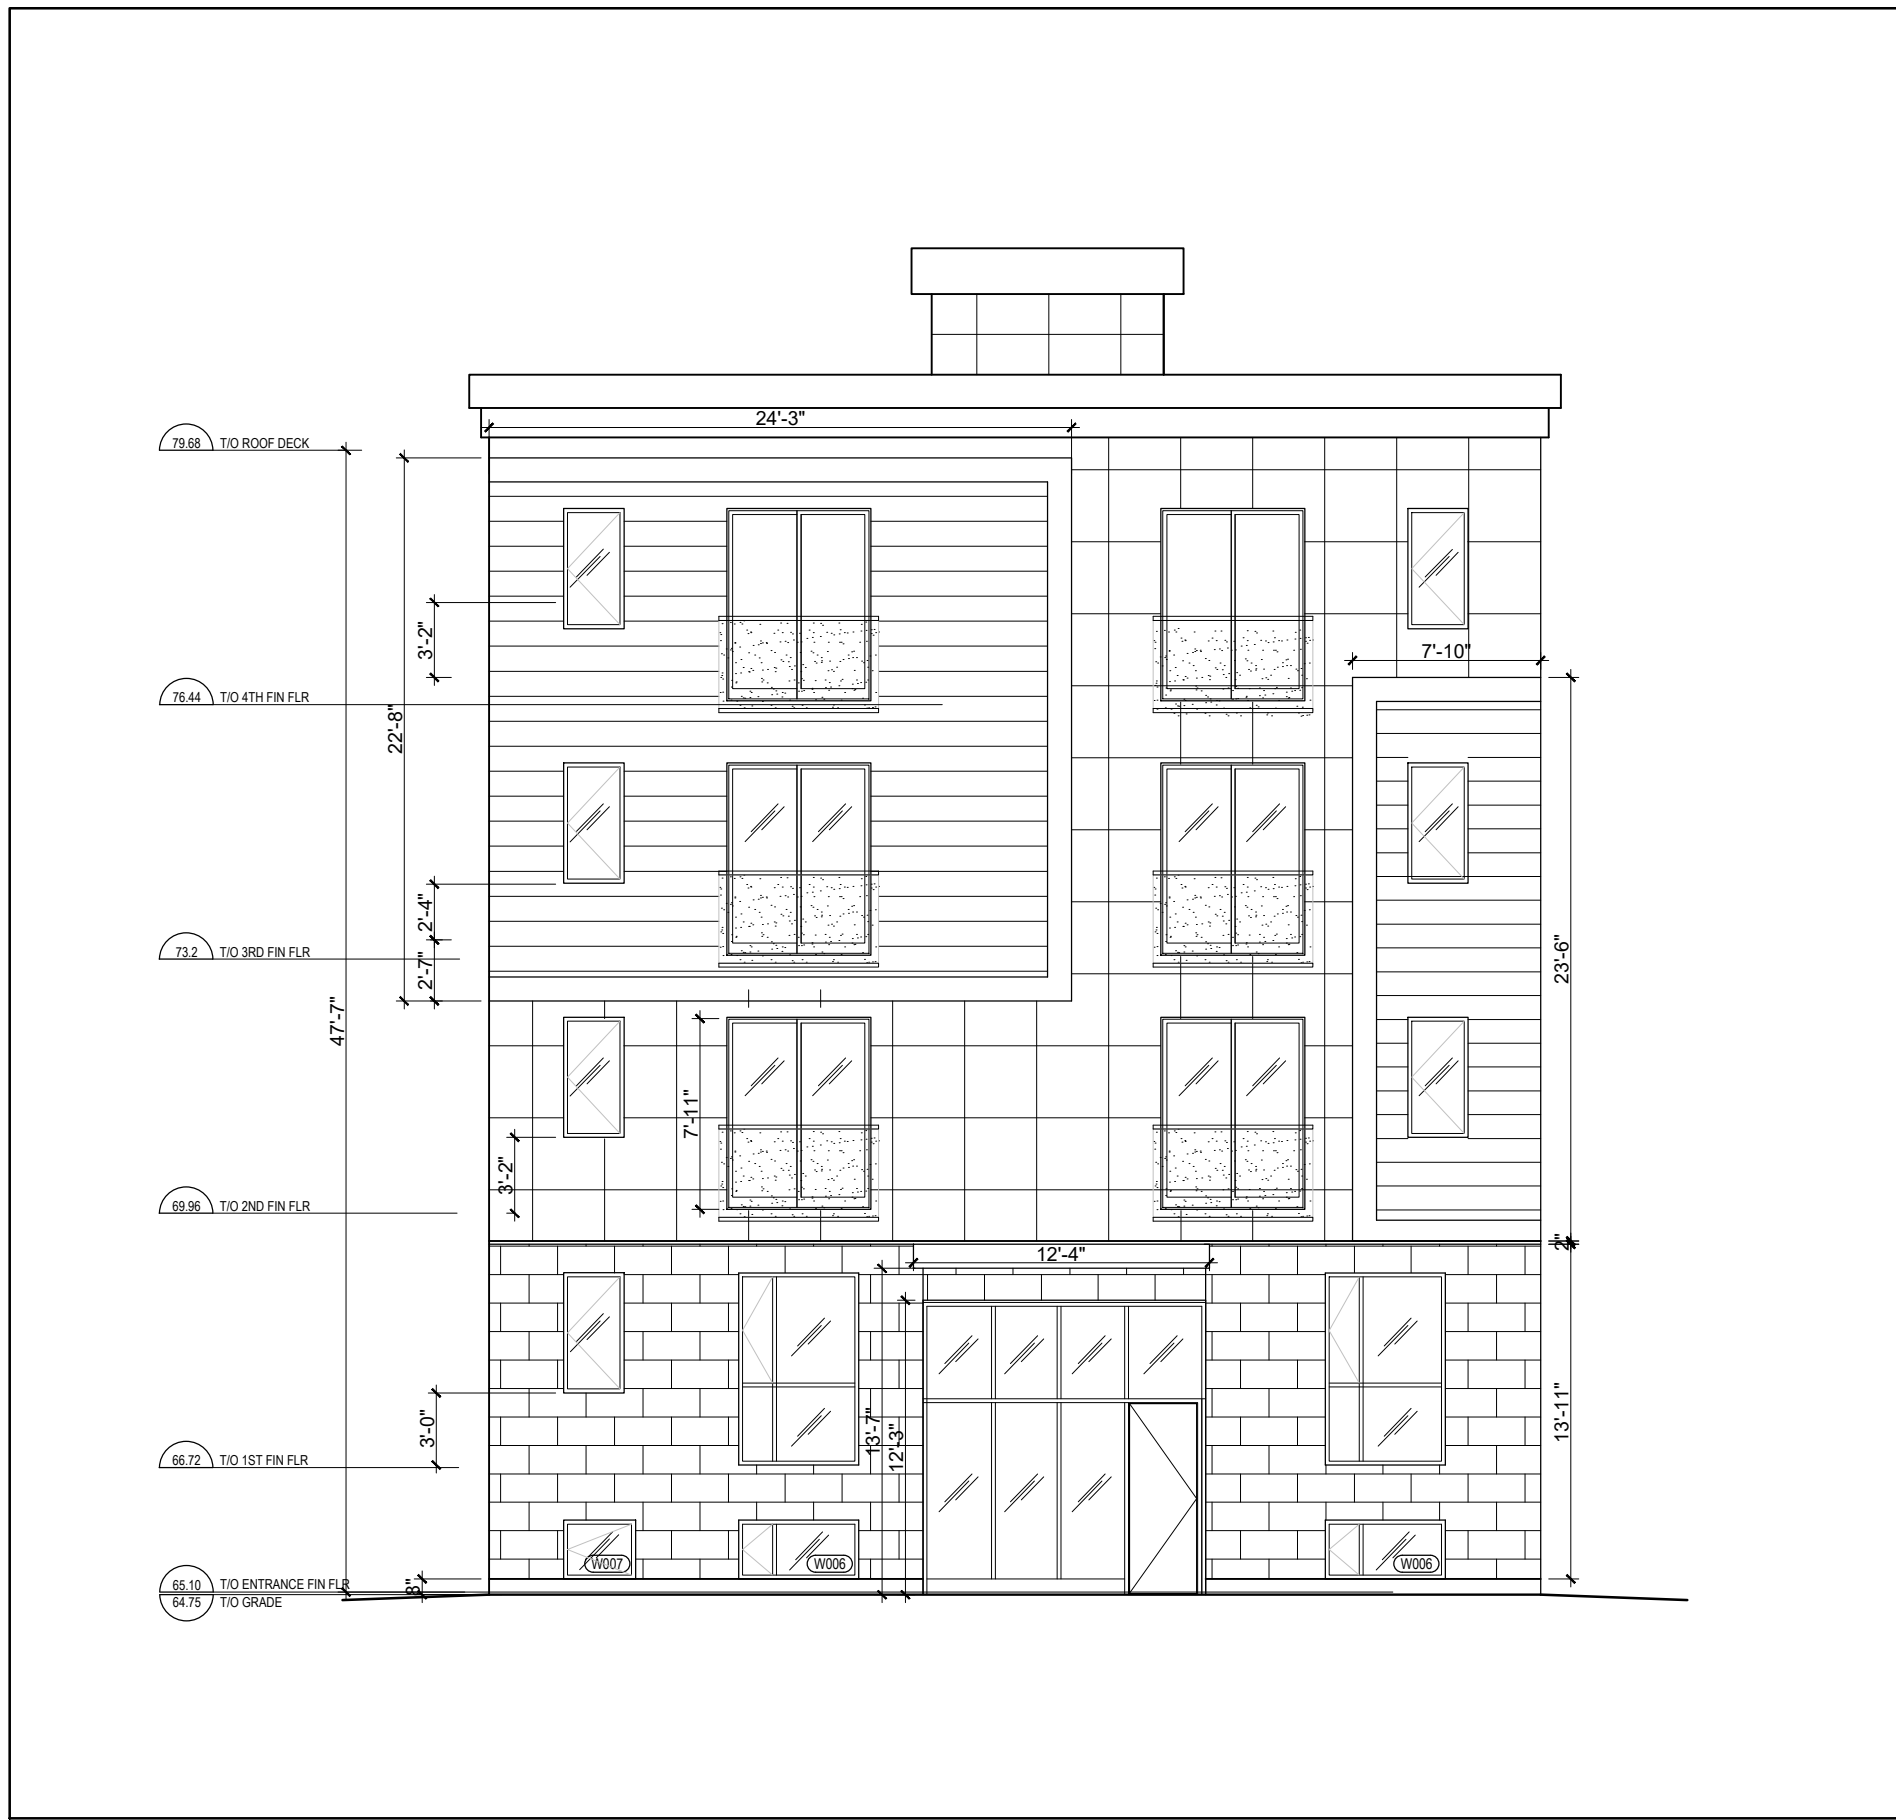 24'-3"
79.68 T/O ROOF DECK
3'-2"
7'-10"
76.44 T/O 4TH FIN FLR
22'-8"
2'-4"
73.2 T/O 3RD FIN FLR
2'-7"
23'-6"
47'-7"
7'-11"
3'-2"
69.96 T/O 2ND FIN FLR
2"
12'-4"
3'-0"
13'-7"
12'-3"
13'-11"
66.72 T/O 1ST FIN FLR
W007
W006
W006
65.10 T/O ENTRANCE FIN FLR
8"
64.75 T/O GRADE